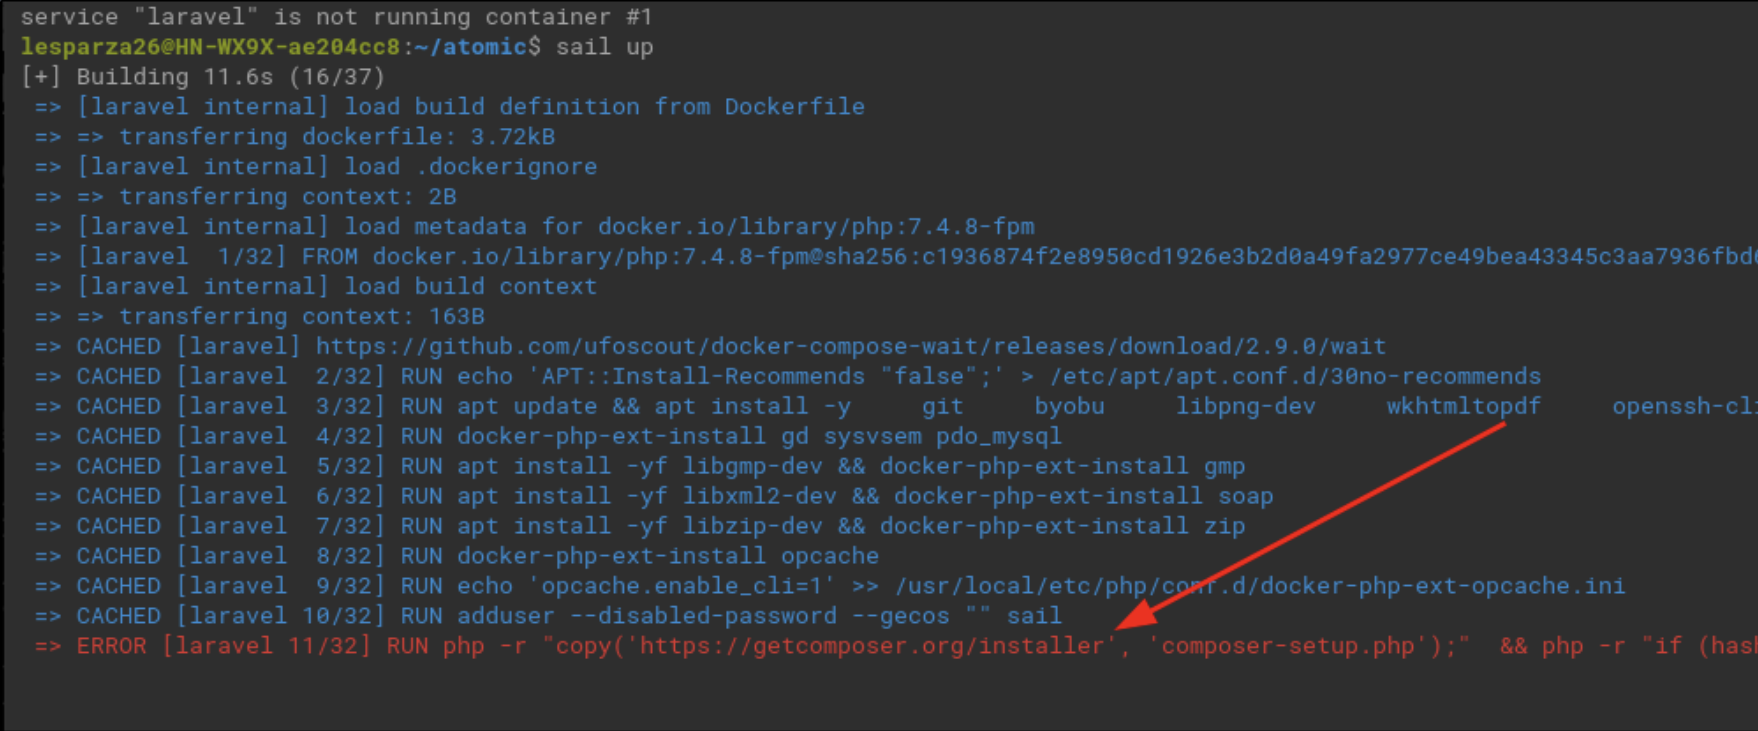 service "laravel" is not running container #1
lesparza26@HN-WX9X-ae204cc8:~/atomic$ sail up
[+] Building 11.6s (16/37)
=> [laravel internal] load build definition from Dockerfile
=> => transferring dockerfile: 3.72kB
=> [laravel internal] load .dockerignore
=> => transferring context: 2B
=> [laravel internal] load metadata for docker.io/library/php:7.4.8-fpm
=> [laravel  1/32] FROM docker.io/library/php:7.4.8-fpm@sha256:c1936874f2e8950cd1926e3b2d0a49fa2977ce49bea43345c3aa7936fbd
=> [laravel internal] load build context
=> => transferring context: 163B
=> CACHED [laravel] https://github.com/ufoscout/docker-compose-wait/releases/download/2.9.0/wait
=> CACHED [laravel  2/32] RUN echo 'APT::Install-Recommends "false";' > /etc/apt/apt.conf.d/30no-recommends
=> CACHED [laravel  3/32] RUN apt update && apt install -y     git     byobu     libpng-dev     wkhtmltopdf     openssh-cl
=> CACHED [laravel  4/32] RUN docker-php-ext-install gd sysvsem pdo_mysql
=> CACHED [laravel  5/32] RUN apt install -yf libgmp-dev && docker-php-ext-install gmp
=> CACHED [laravel  6/32] RUN apt install -yf libxml2-dev && docker-php-ext-install soap
=> CACHED [laravel  7/32] RUN apt install -yf libzip-dev && docker-php-ext-install zip
=> CACHED [laravel  8/32] RUN docker-php-ext-install opcache
=> CACHED [laravel  9/32] RUN echo 'opcache.enable_cli=1' >> /usr/local/etc/php/conf.d/docker-php-ext-opcache.ini
=> CACHED [laravel 10/32] RUN adduser --disabled-password --gecos "" sail
=> ERROR [laravel 11/32] RUN php -r "copy('https://getcomposer.org/installer', 'composer-setup.php');"  && php -r "if (has